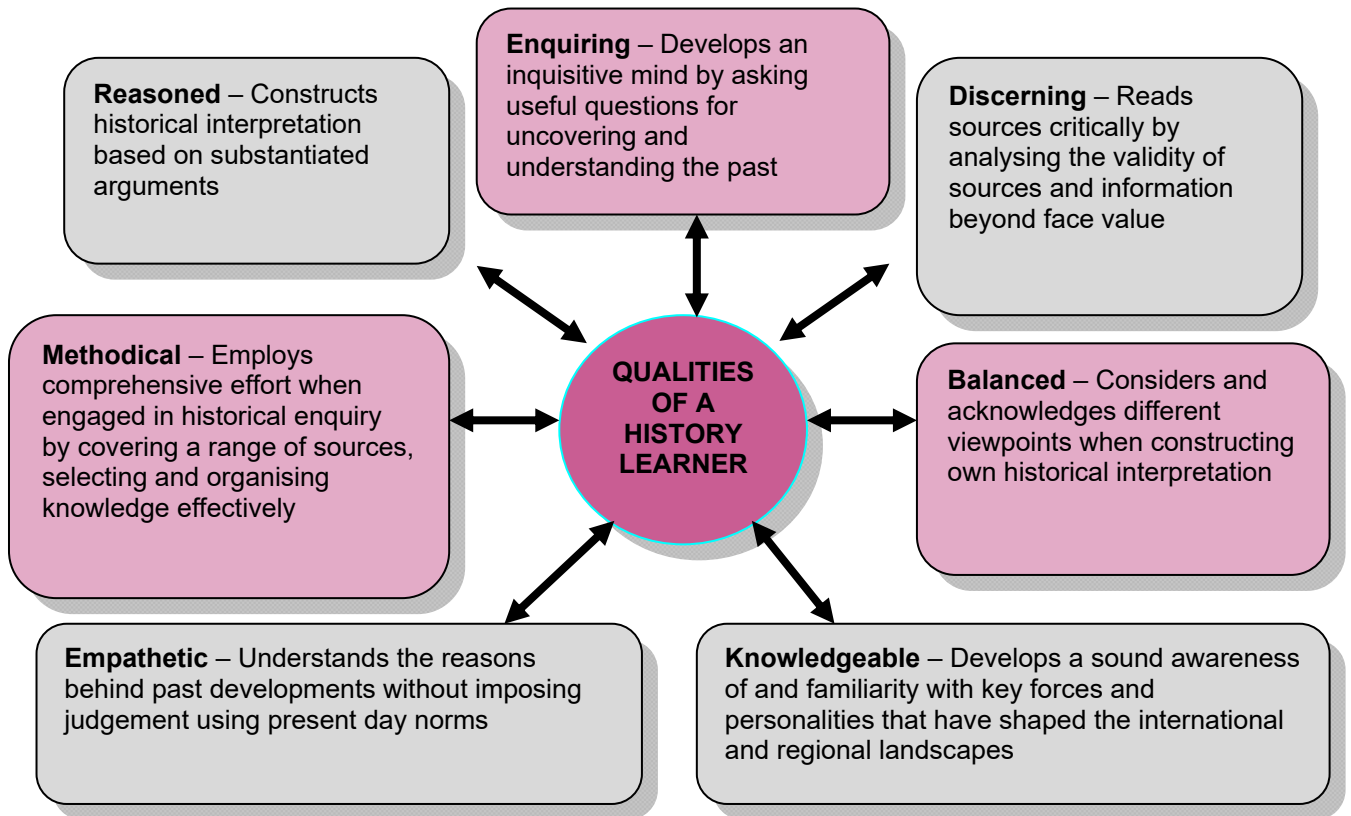 Reasoned – Constructs
historical interpretation
based on substantiated
arguments
Enquiring – Develops an
inquisitive mind by asking
useful questions for
uncovering and
understanding the past
Discerning – Reads
sources critically by
analysing the validity of
sources and information
beyond face value
Methodical – Employs
comprehensive effort when
engaged in historical enquiry
by covering a range of sources,
selecting and organising
knowledge effectively
QUALITIES
OF A
HISTORY
LEARNER
Balanced – Considers and
acknowledges different
viewpoints when constructing
own historical interpretation
Empathetic – Understands the reasons
behind past developments without imposing
judgement using present day norms
Knowledgeable – Develops a sound awareness
of and familiarity with key forces and
personalities that have shaped the international
and regional landscapes